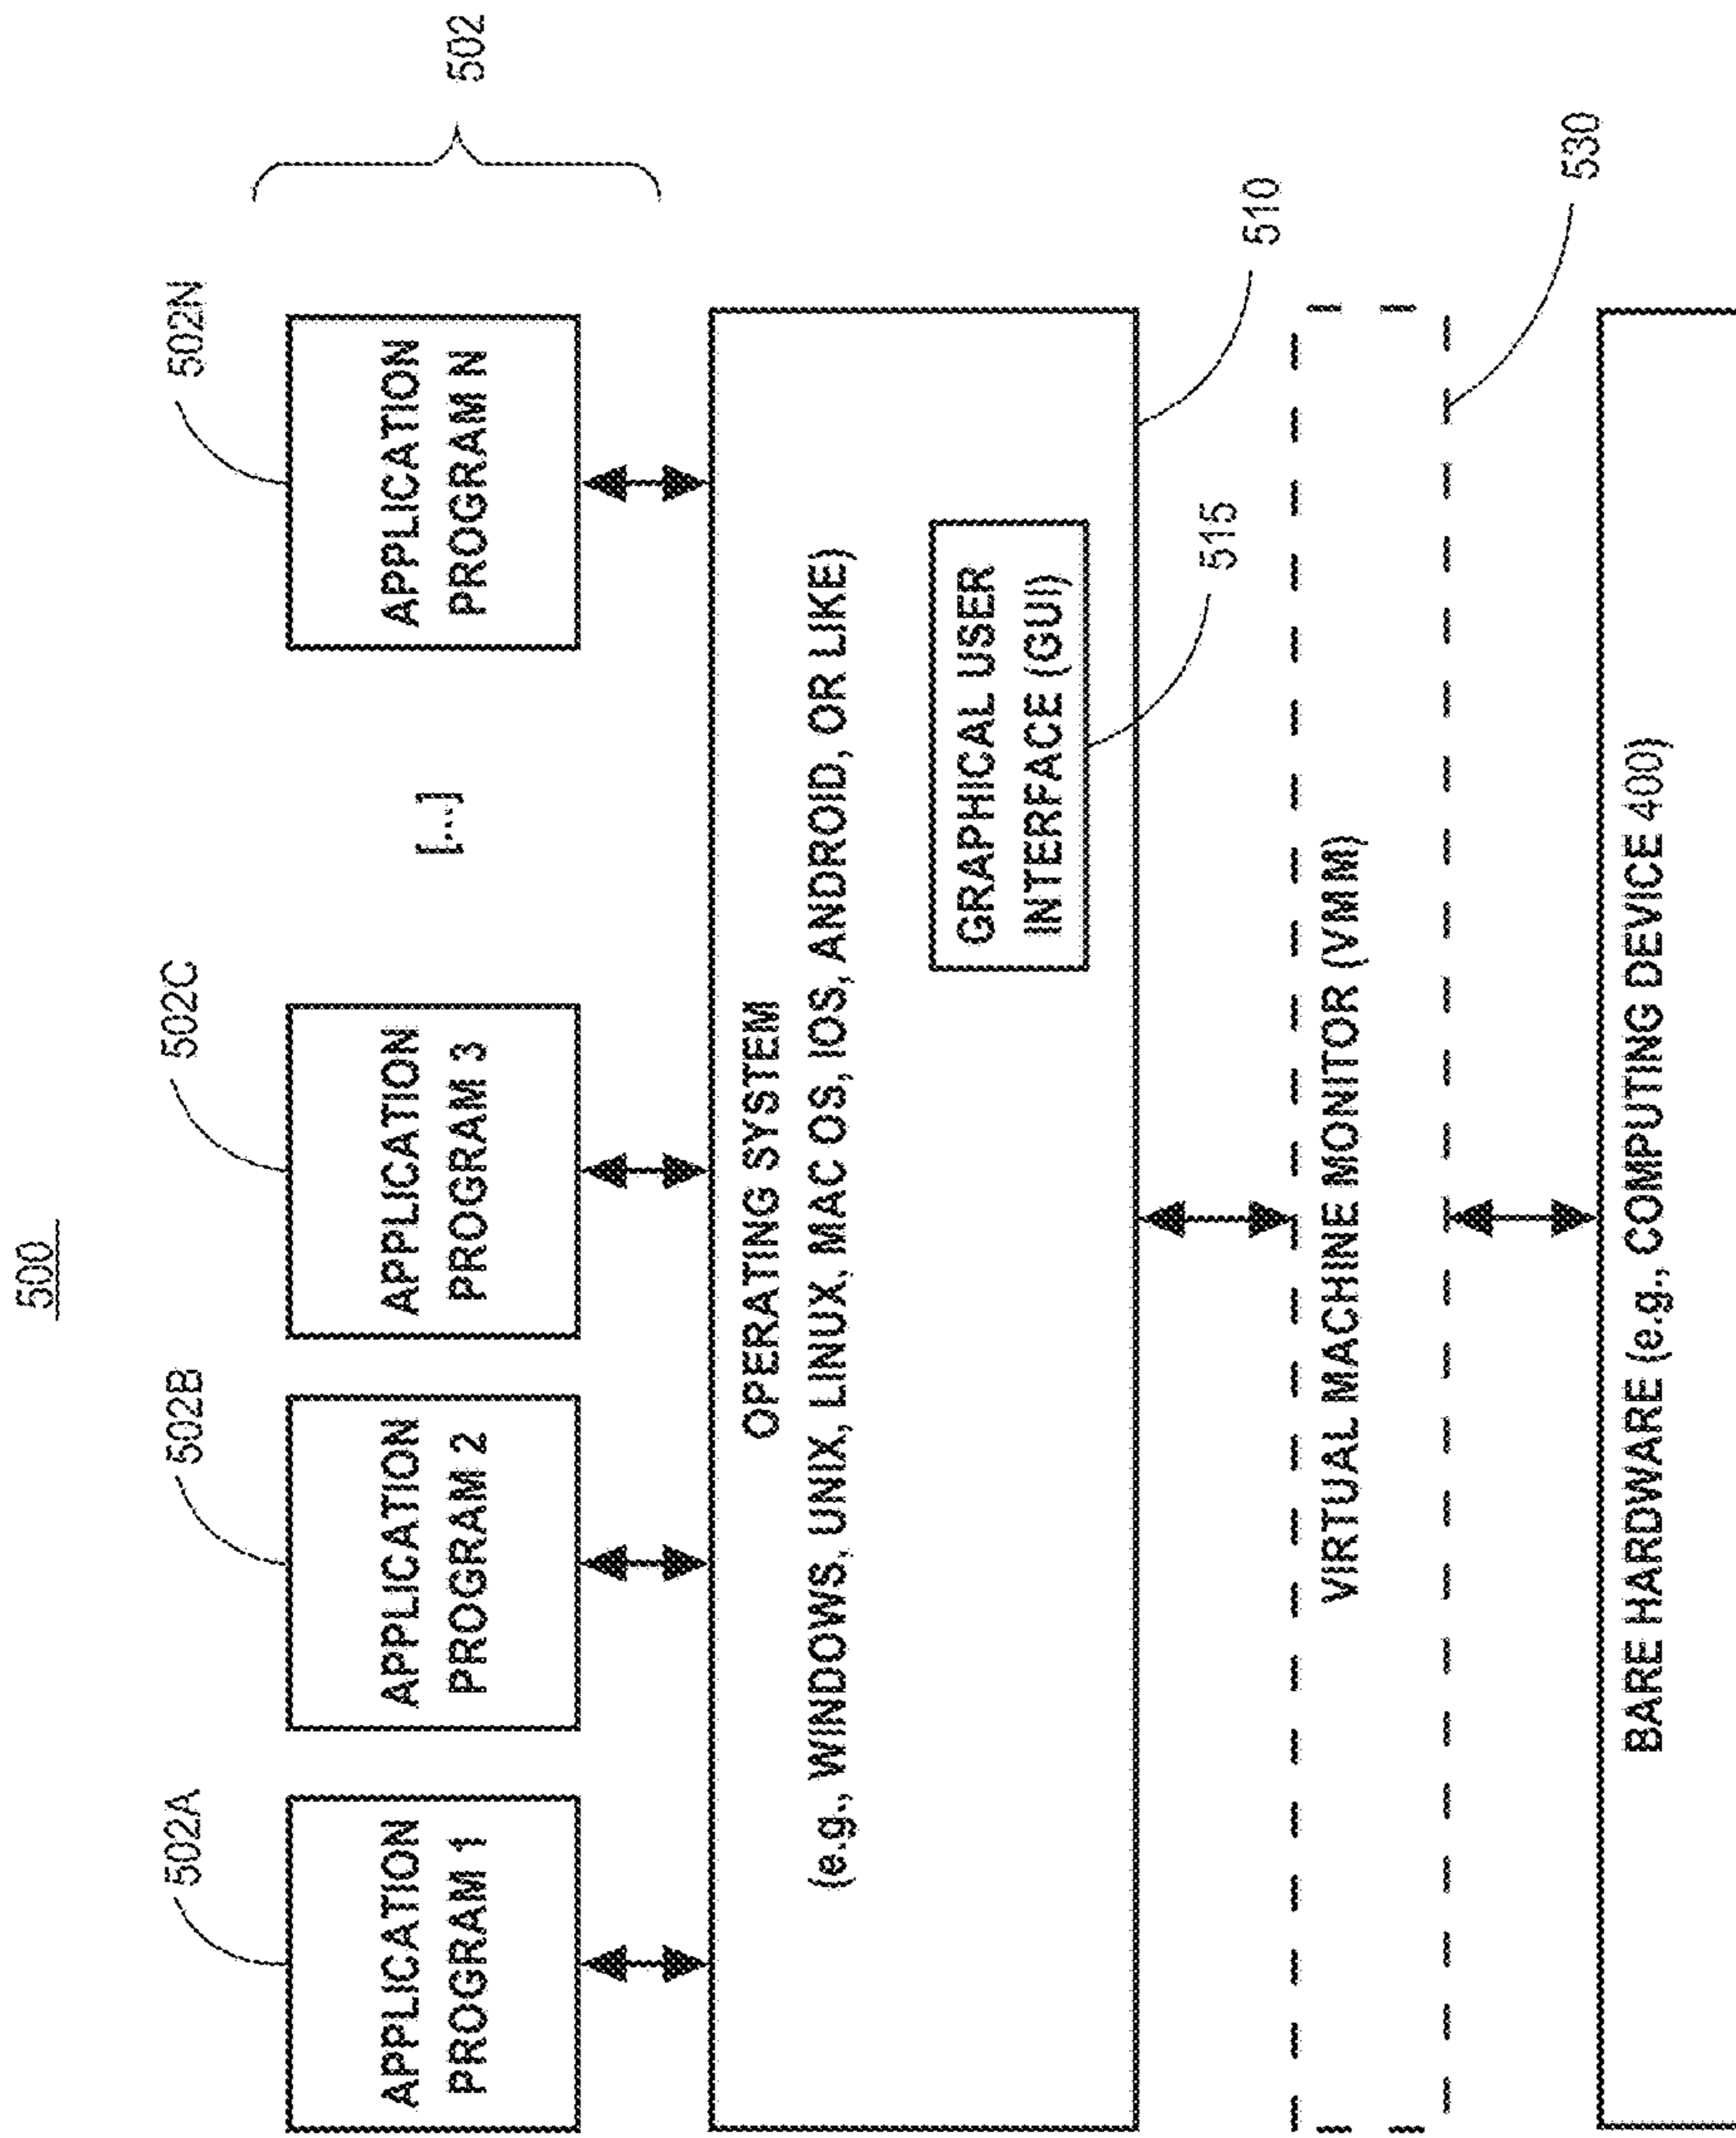 500
502
502A
502B
502C
502N
APPLICATION
PROGRAM 1
APPLICATION
PROGRAM 2
APPLICATION
PROGRAM 3
[...]
APPLICATION
PROGRAM N
OPERATING SYSTEM
(e.g., WINDOWS, UNIX, LINUX, MAC OS, IOS, ANDROID, OR LIKE)
GRAPHICAL USER
INTERFACE (GUI)
510
515
VIRTUAL MACHINE MONITOR (VMM)
530
BARE HARDWARE (e.g., COMPUTING DEVICE 400)